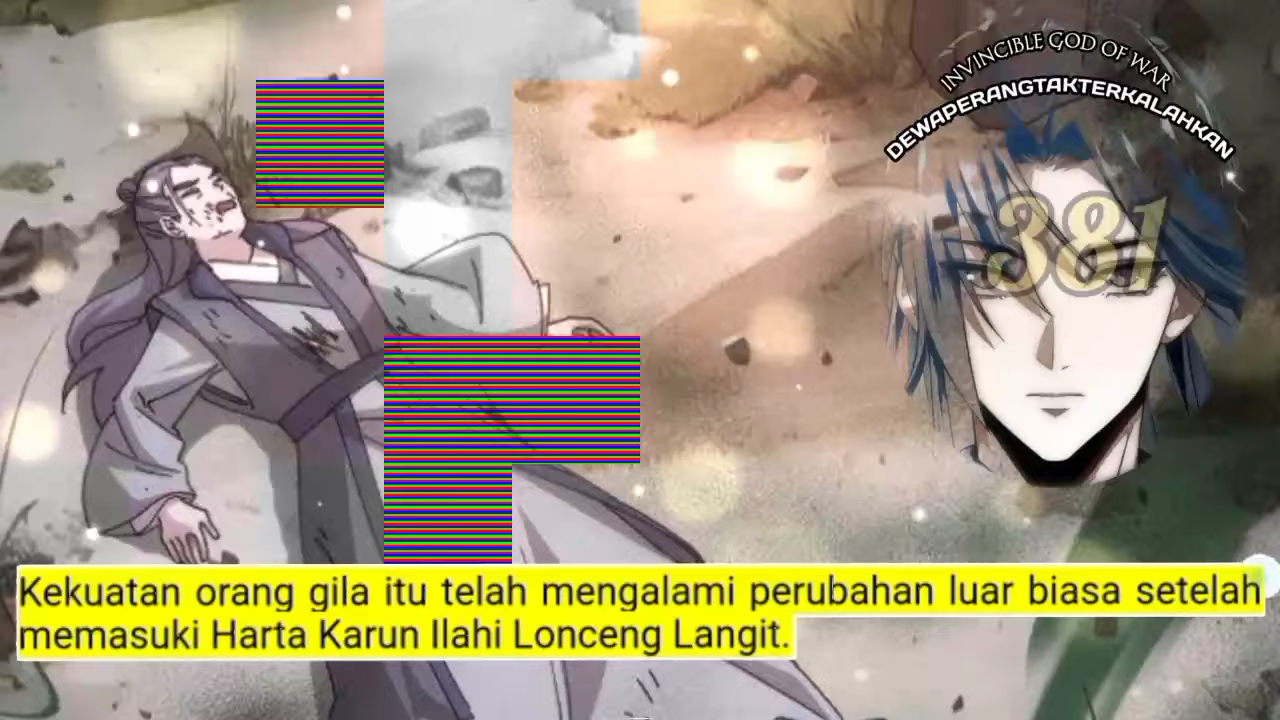 INVINCIBLE GOD OF WAR
DEWAPERANGTAKTERKALAHKAN
381
Kekuatan orang gila itu telah mengalami perubahan luar biasa setelah
memasuki Harta Karun Ilahi Lonceng Langit.